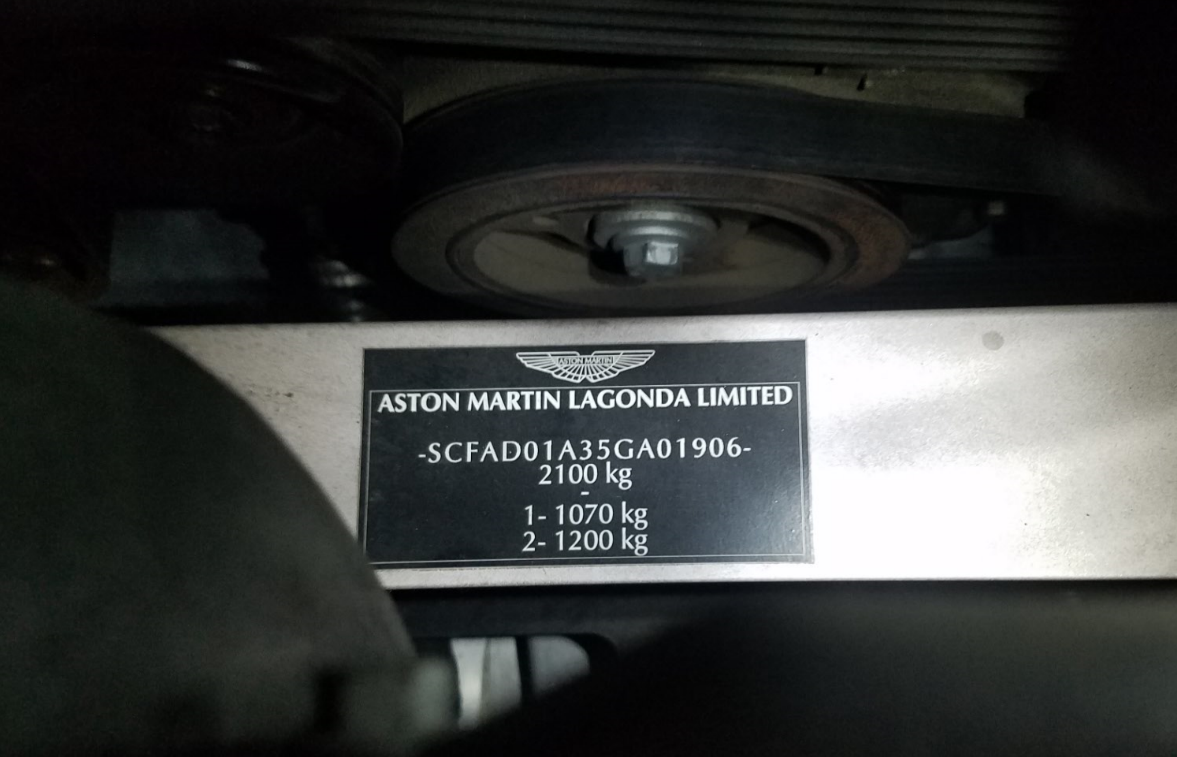 ASTON MARTIN
ASTON MARTIN LAGONDA LIMITED
-SCFAD01A35GA01906-
2100 kg
-
1- 1070 kg
2- 1200 kg